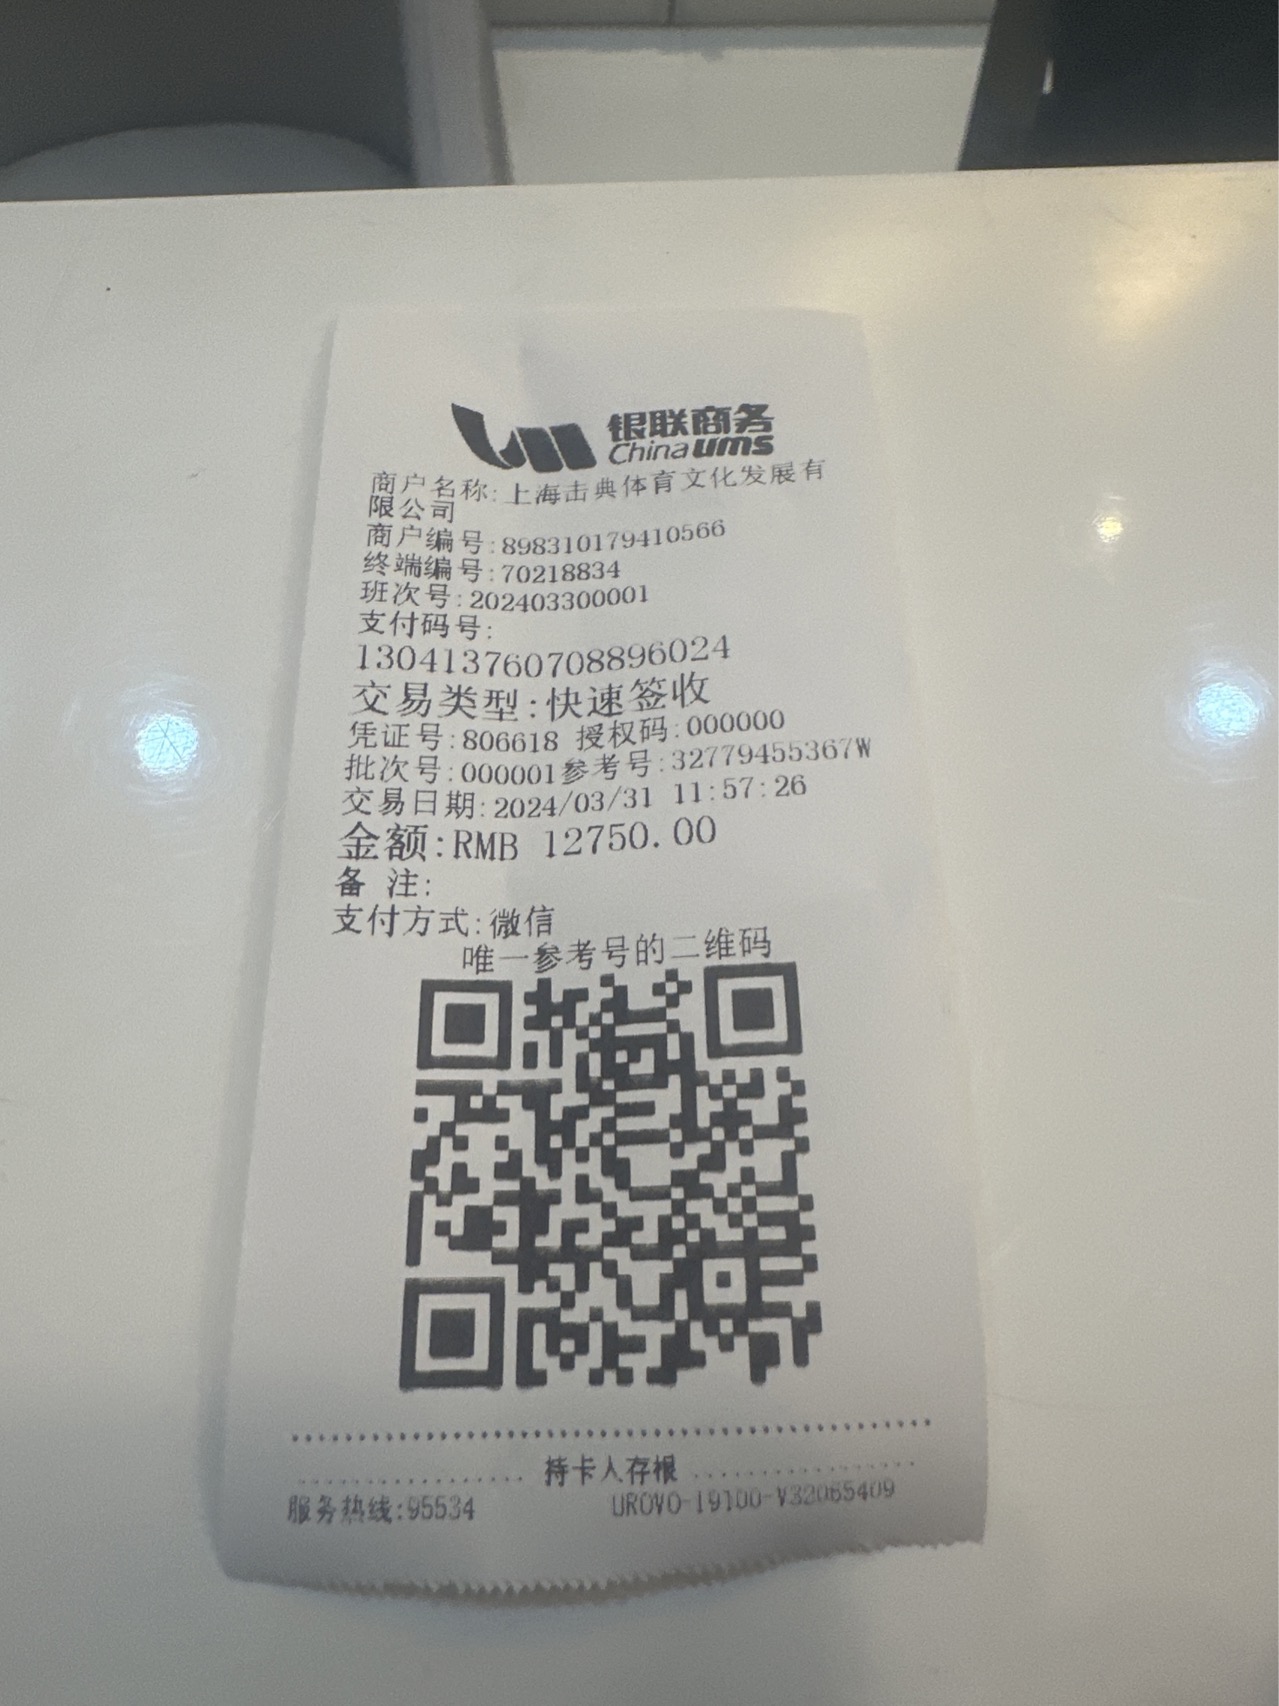 银联商务
China ums
商户名称:上海击典体育文化发展有
限公司
商户编号:898310179410566
终端编号:70218834
班次号:202403300001
支付码号:
130413760708896024
交易类型:快速签收
凭证号:806618 授权码:000000
批次号:000001参考号:32779455367W
交易日期:2024/03/31 11:57:26
金额:RMB 12750.00
备 注:
支付方式:微信
唯一参考号的二维码
持卡人存根
服务热线:95534 UROVO-I9100-V32065409